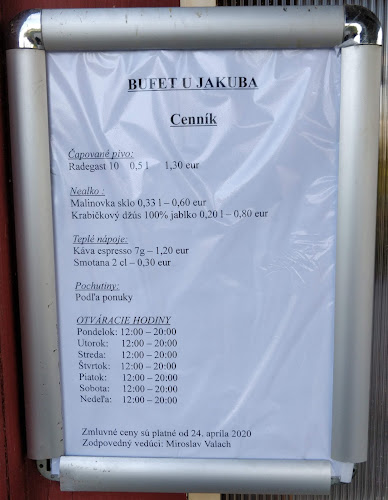 BUFET U JAKUBA
Cenník
Čapované pivo:
Radegast 10 0,5 l 1,30 eur
Nealko :
Malinovka sklo 0,33 l – 0,60 eur
Krabičkový džús 100% jablko 0,20 l – 0,80 eur
Teplé nápoje:
Káva espresso 7g – 1,20 eur
Smotana 2 cl – 0,30 eur
Pochutiny:
Podľa ponuky
OTVÁRACIE HODINY
Pondelok: 12:00 – 20:00
Utorok: 12:00 – 20:00
Streda: 12:00 – 20:00
Štvrtok: 12:00 – 20:00
Piatok: 12:00 – 20:00
Sobota: 12:00 – 20:00
Nedeľa: 12:00 – 20:00
Zmluvné ceny sú platné od 24. apríla 2020
Zodpovedný vedúci: Miroslav Valach